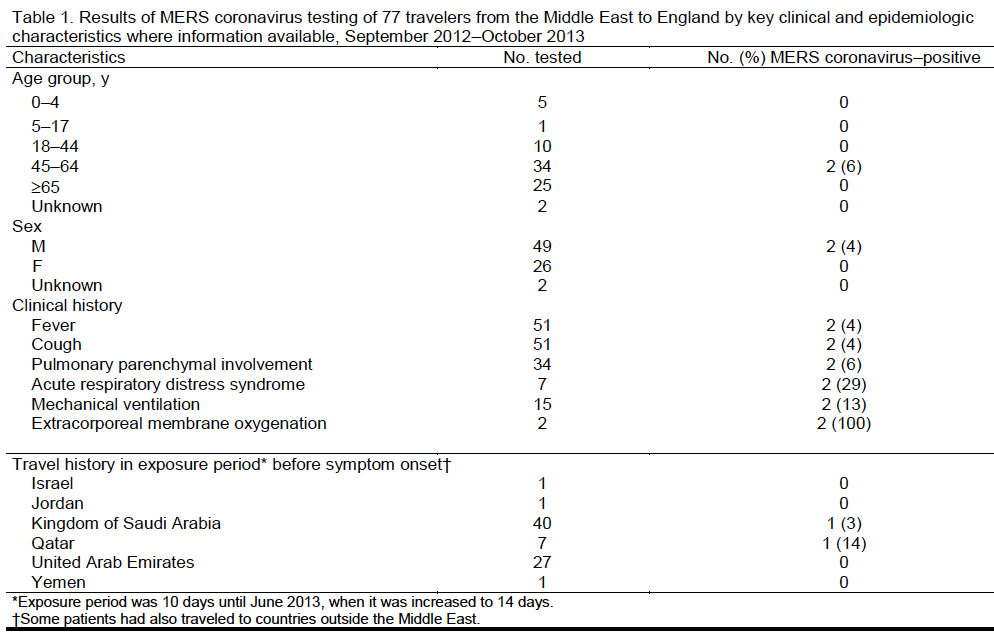 Table 1. Results of MERS coronavirus testing of 77 travelers from the Middle East to England by key clinical and epidemiologic
characteristics where information available, September 2012–October 2013
Characteristics No. tested No. (%) MERS coronavirus–positive
Age group, y
0–4 5 0
5–17 1 0
18–44 10 0
45–64 34 2 (6)
≥65 25 0
Unknown 2 0
Sex
M 49 2 (4)
F 26 0
Unknown 2 0
Clinical history
Fever 51 2 (4)
Cough 51 2 (4)
Pulmonary parenchymal involvement 34 2 (6)
Acute respiratory distress syndrome 7 2 (29)
Mechanical ventilation 15 2 (13)
Extracorporeal membrane oxygenation 2 2 (100)
Travel history in exposure period* before symptom onset†
Israel 1 0
Jordan 1 0
Kingdom of Saudi Arabia 40 1 (3)
Qatar 7 1 (14)
United Arab Emirates 27 0
Yemen 1 0
*Exposure period was 10 days until June 2013, when it was increased to 14 days.
†Some patients had also traveled to countries outside the Middle East.